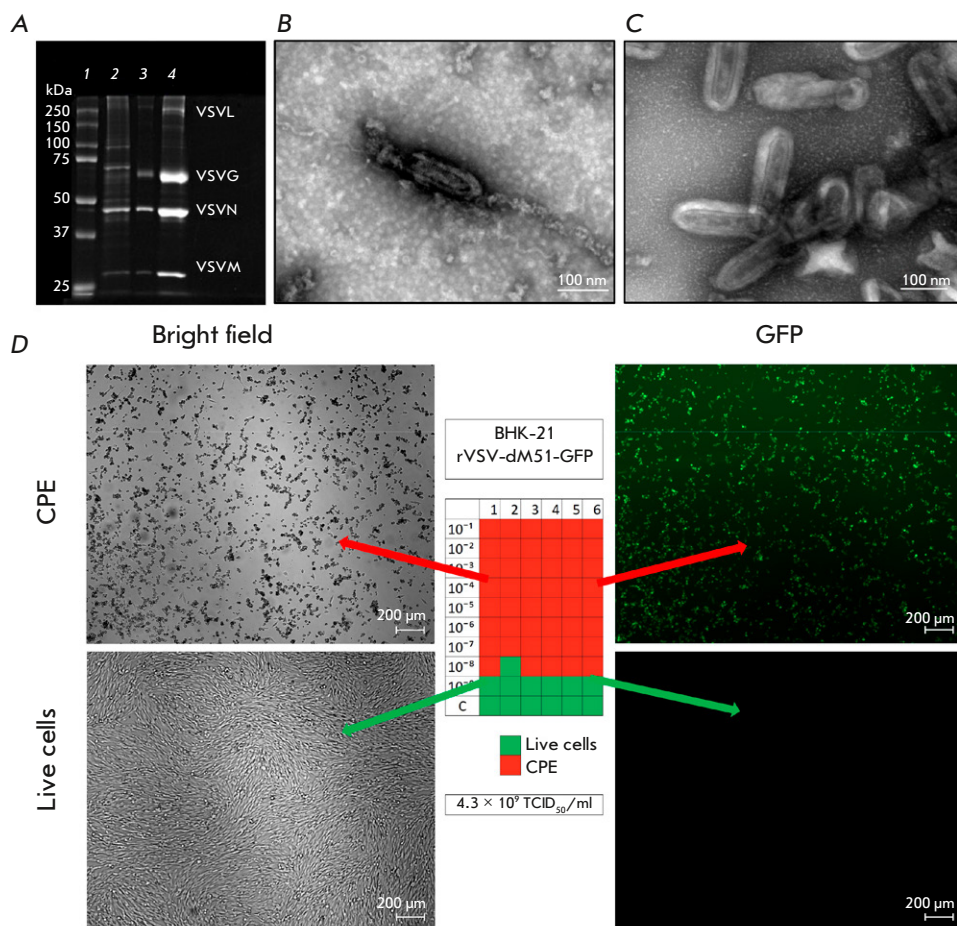 A
B
C
1 2 3 4
kDa
250
150
100
75
50
37
25
VSVL
VSVG
VSVN
VSVM
100 nm
100 nm
D
Bright field
GFP
CPE
Live cells
BHK-21
rVSV-dM51-GFP
1 2 3 4 5 6
10⁻¹
10⁻²
10⁻³
10⁻⁴
10⁻⁵
10⁻⁶
10⁻⁷
10⁻⁸
C
Live cells
CPE
4.3 × 10⁹ TCID₅₀/ml
200 µm
200 µm
200 µm
200 µm